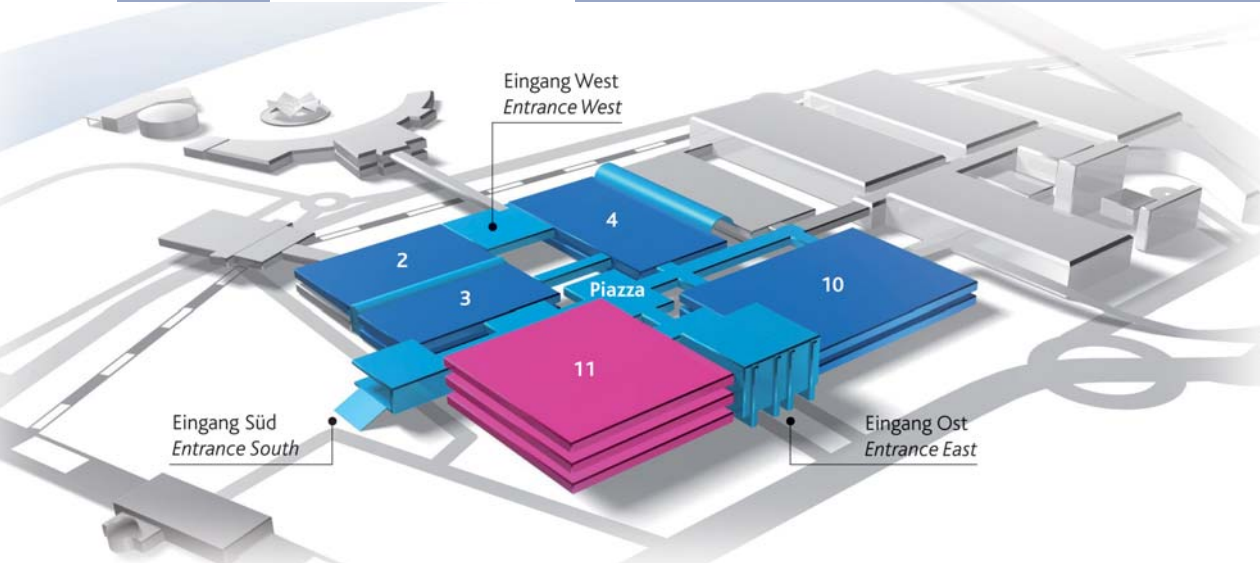 Eingang West
Entrance West
4
2
3
Piazza
10
11
Eingang Süd
Entrance South
Eingang Ost
Entrance East